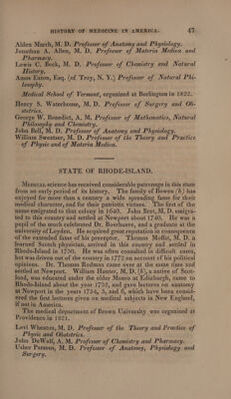 HISTORY OF MEDICINE IN AMERICA. 47
Alden March, M. D. Professor of Anatomy and Physiology.
Jonathan A. Allen, M. D. Professor of Materia Medica and
Pharmacy.
Lewis C. Beck, M. D. Professor of Chemistry and Natural
History.
Amos Eaton, Esq. (of Troy, N. Y.) Professor of Natural Phi-
losophy.
Medical School of Vermont, organized at Burlington in 1822.
Henry S. Waterhouse, M. D. Professor of Surgery and Ob-
stetrics.
George W. Benedict, A. M. Professor of Mathematics, Natural
Philosophy and Chemistry.
John Bell, M. D. Professor of Anatomy and Physiology.
William Sweetser, M. D. Professor of the Theory and Practice
of Physic and of Materia Medica.
STATE OF RHODE-ISLAND.
MEDICAL science has received considerable patronage in this state
from an early period of its history. The family of Bowen (h) has
enjoyed for more than a century a wide spreading fame for their
medical character, and for their patriotic virtues. The first of the
name emigrated to that colony in 1640. John Bret, M. D. emigra-
ted to this country and settled at Newport about 1740. He was a
pupil of the much celebrated Dr. Boerhaave, and a graduate at the
university of Leyden. He acquired great reputation in consequence
of the extended fame of his preceptor. Thomas Moffat, M. D. a
learned Scotch physician, arrived in this country and settled in
Rhode-Island in 1750. He was often consulted in difficult cases,
but was driven out of the country in 1772 on account of his political
opinions. Dr. Thomas Rodman came over at the same time and
settled at Newport. William Hunter, M. D. (5), a native of Scot-
land, was educated under the elder Monro at Edinburgh, came to
Rhode-Island about the year 1752, and gave lectures on anatomy
at Newport in the years 1754, 5, and 6, which have been consid-
ered the first lectures given on medical subjects in New England,
if not in America.
The medical department of Brown University was organized at
Providence in 1821.
Levi Wheaton, M. D. Professor of the Theory and Practice of
Physic and Obstetrics.
John DeWolf, A. M. Professor of Chemistry and Pharmacy.
Usher Parsons, M. D. Professor of Anatomy, Physiology and
Surgery.